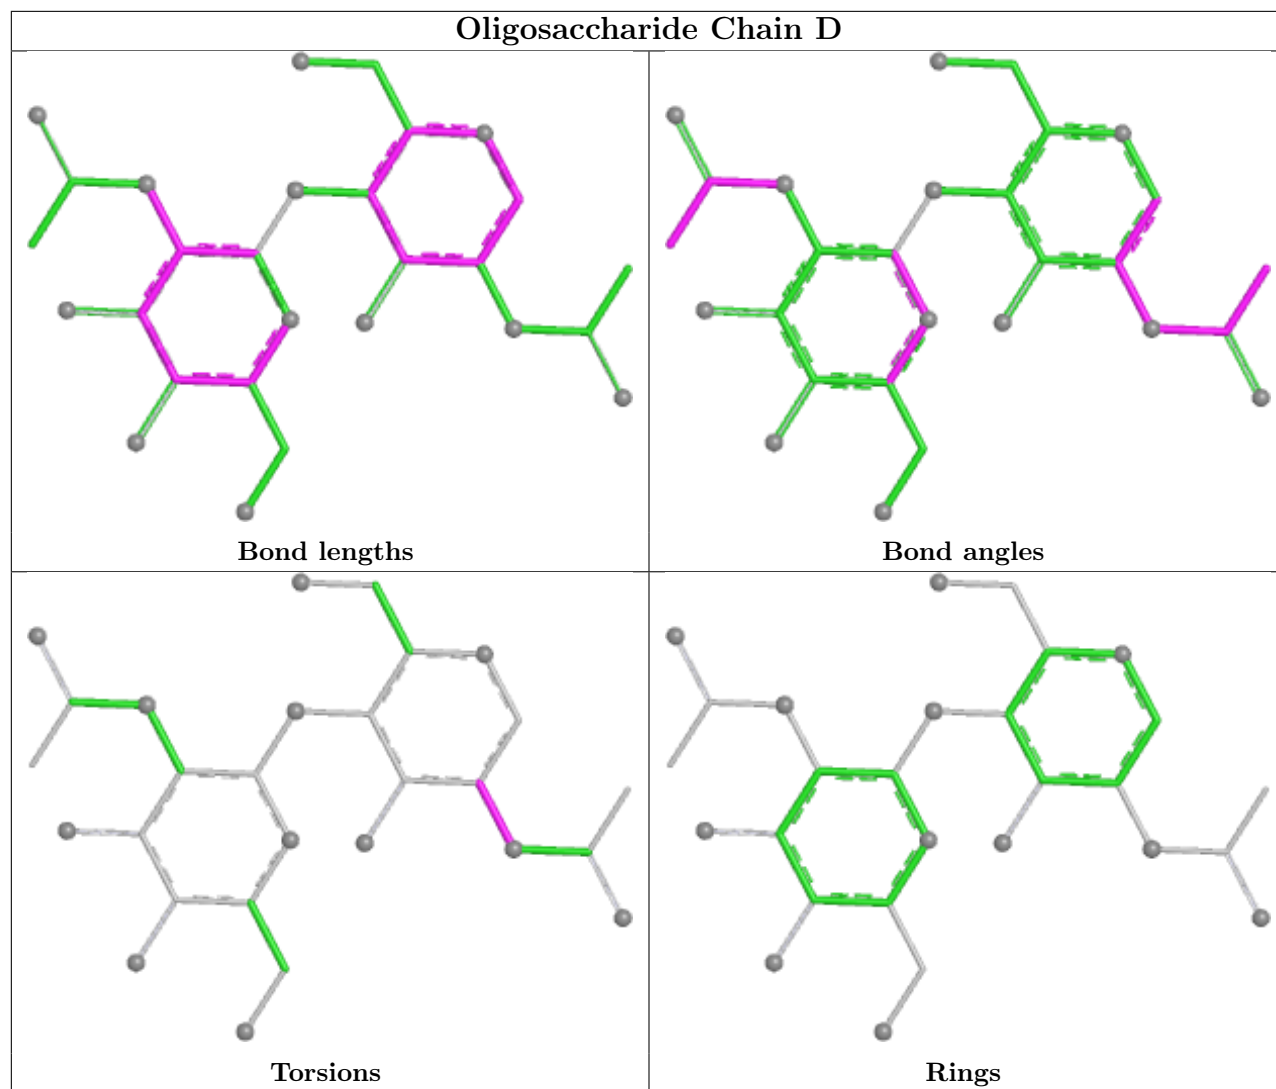 Oligosaccharide Chain D
Bond lengths
Bond angles
Torsions
Rings